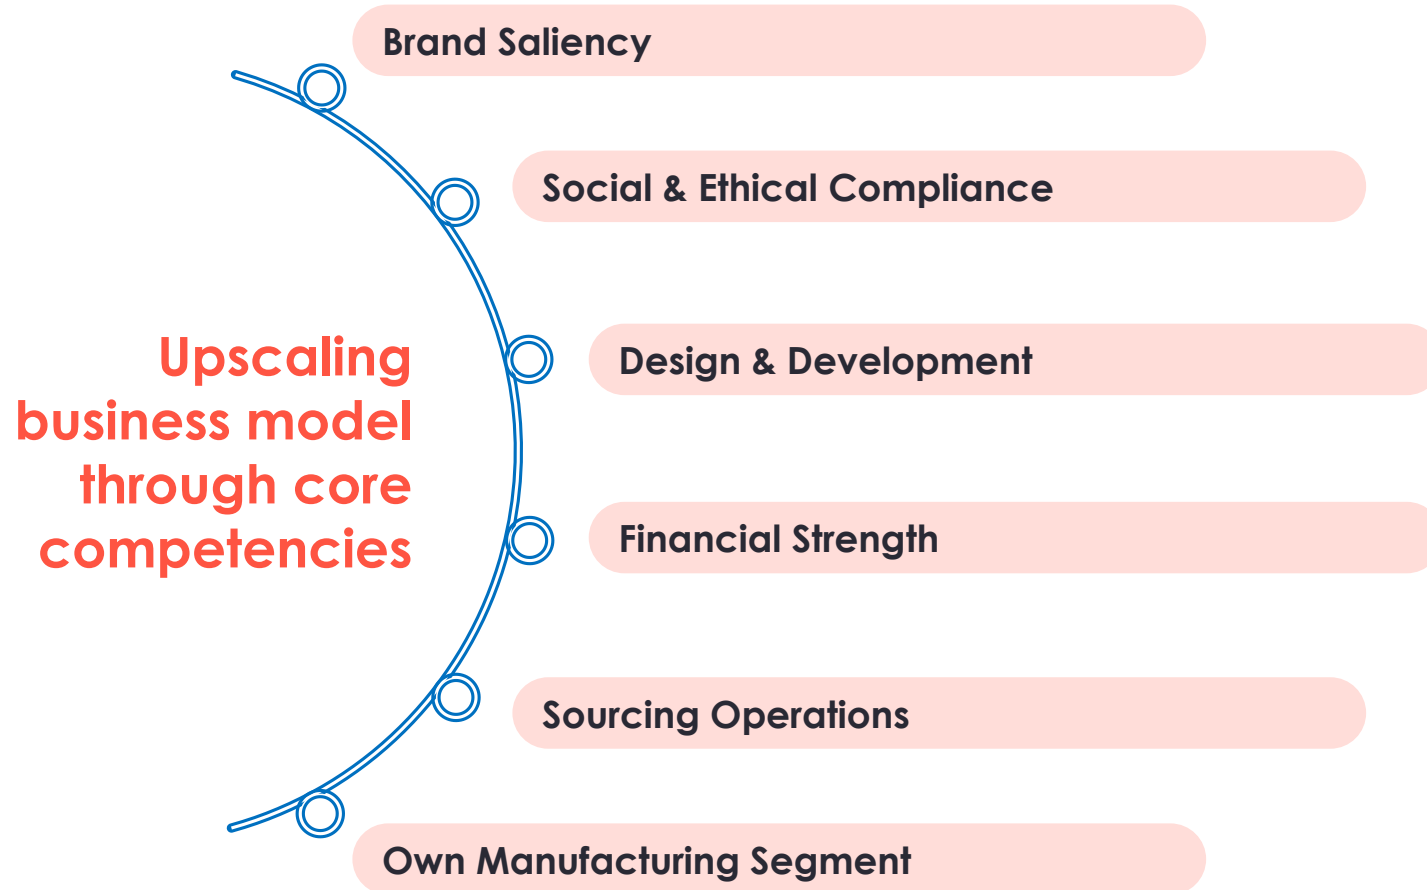 Brand Saliency
Social & Ethical Compliance
Upscaling
business model
through core
competencies
Design & Development
Financial Strength
Sourcing Operations
Own Manufacturing Segment